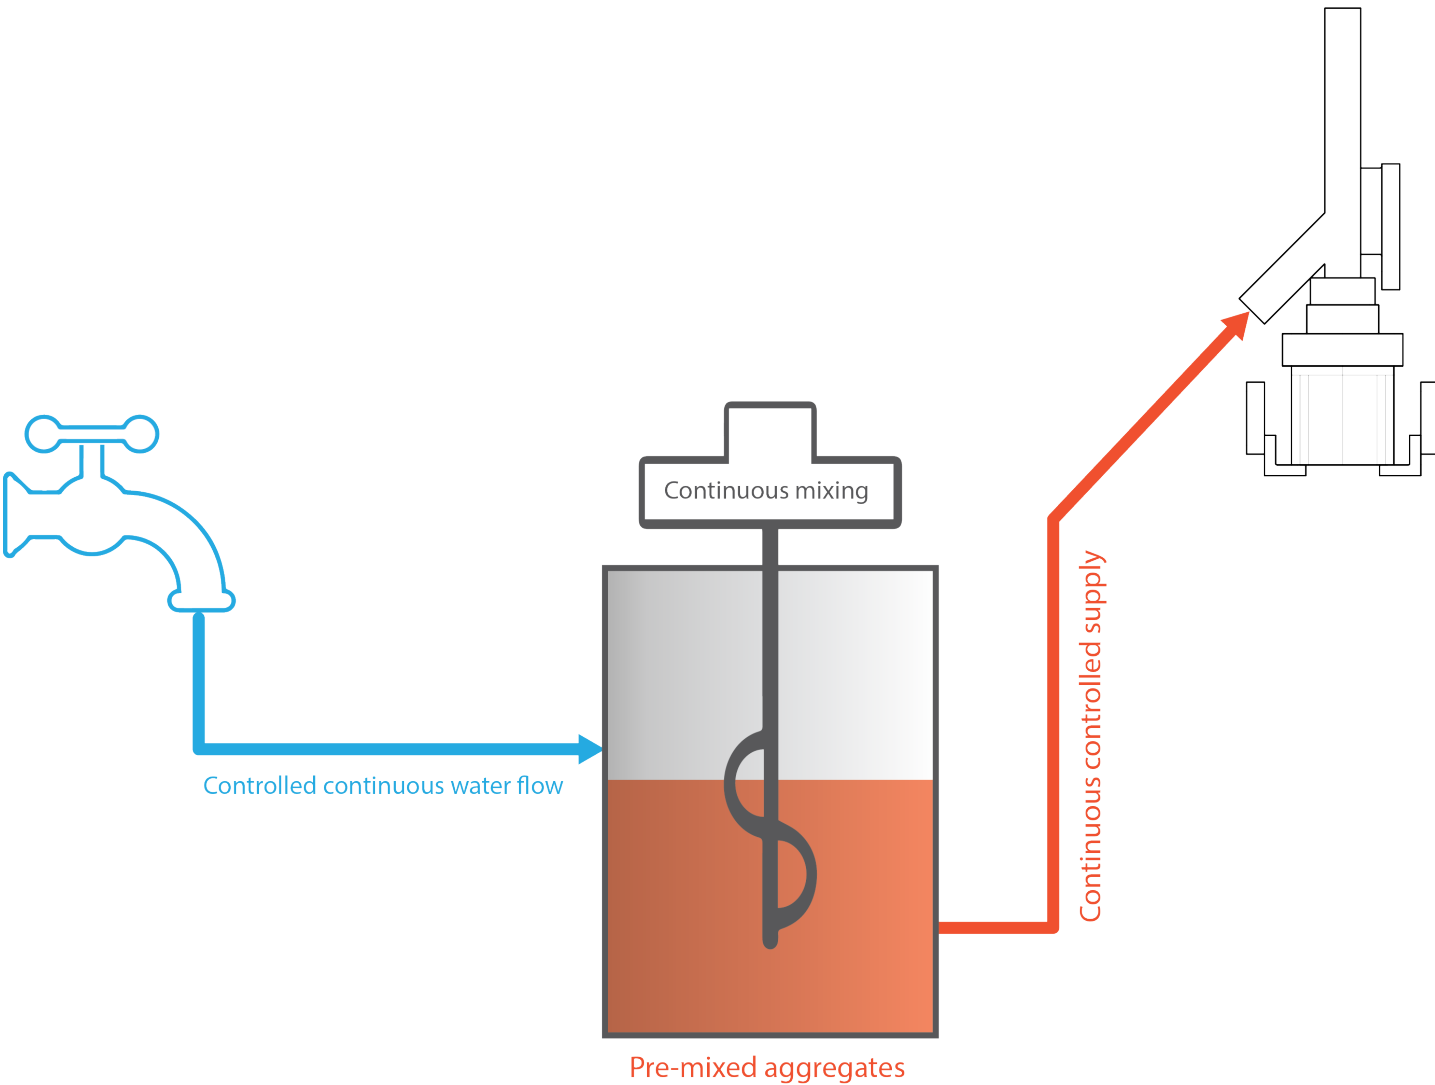 Continuous mixing
Controlled continuous water flow
Continuous controlled supply
Pre-mixed aggregates